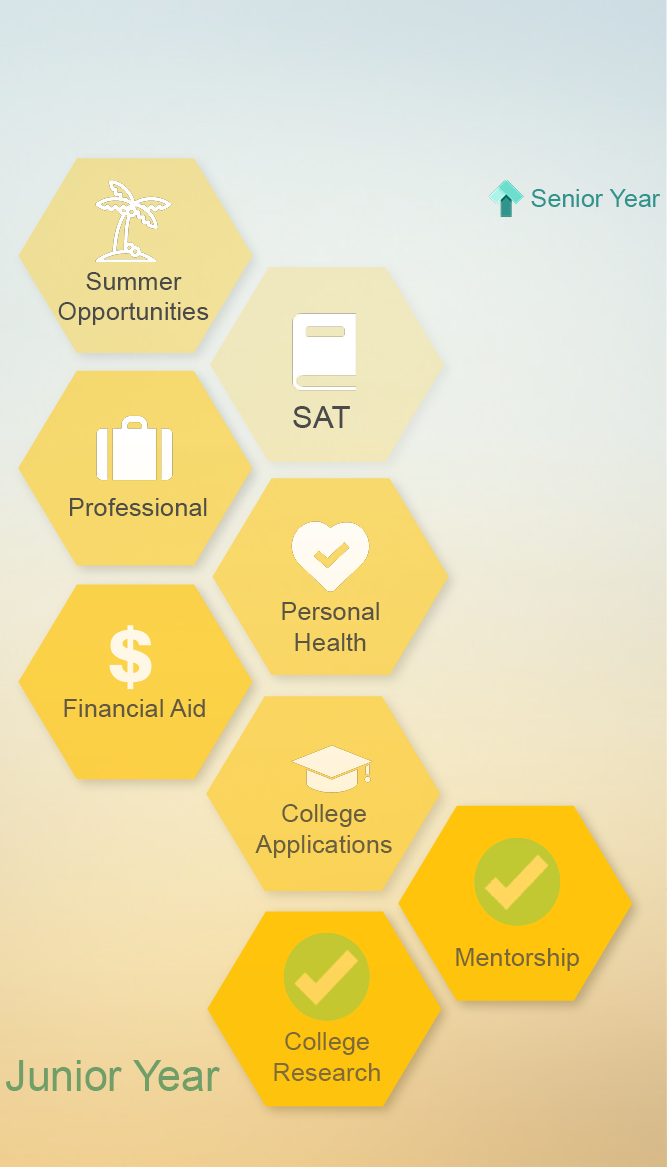 Senior Year
Summer
Opportunities
SAT
Professional
Personal
Health
$
Financial Aid
College
Applications
Mentorship
College
Research
Junior Year